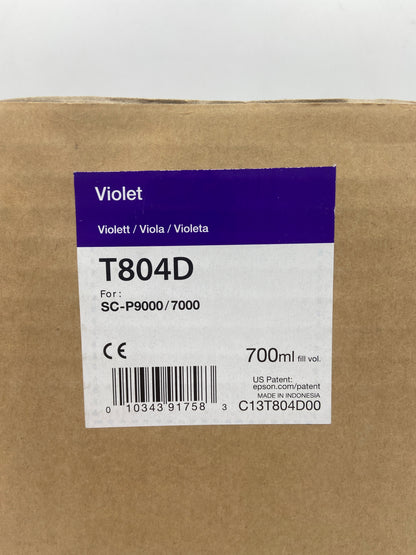 Violet
Violett / Viola / Violeta
T804D
For:
SC-P9000/7000
CE
700ml fill vol.
US Patent:
epson.com/patent
MADE IN INDONESIA
0 10343 91758 3
C13T804D00